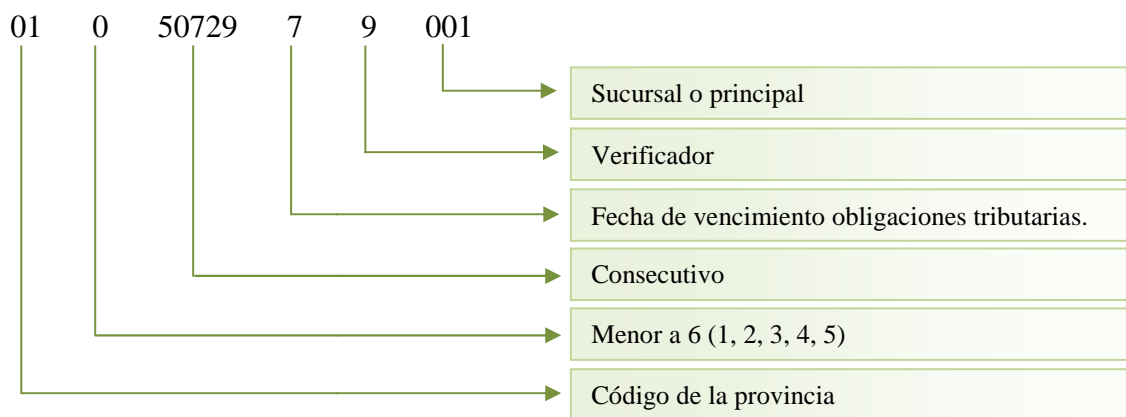 01 0 50729 7 9 001
Sucursal o principal
Verificador
Fecha de vencimiento obligaciones tributarias.
Consecutivo
Menor a 6 (1, 2, 3, 4, 5)
Código de la provincia